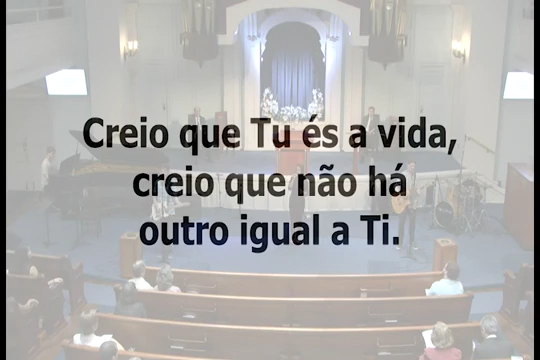 Creio que Tu és a vida,
creio que não há
outro igual a Ti.